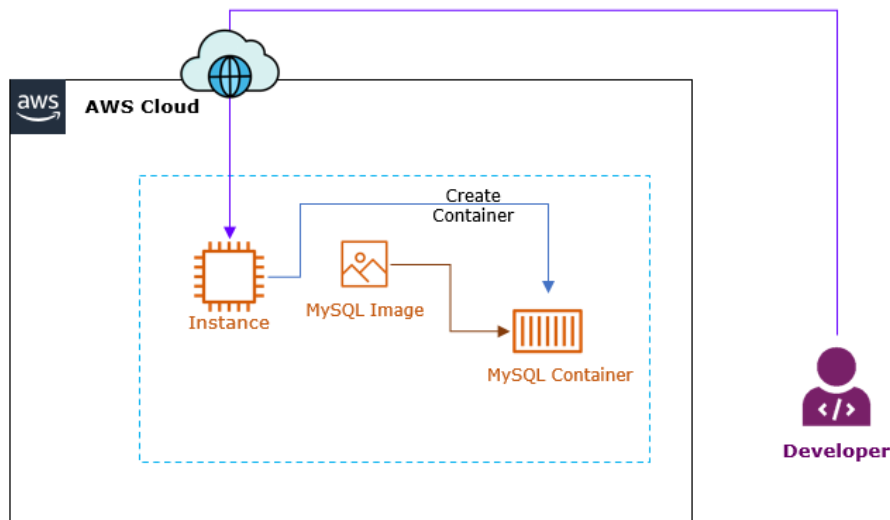 aws
AWS Cloud
Create
Container
Instance
MySQL Image
MySQL Container
</>
Developer